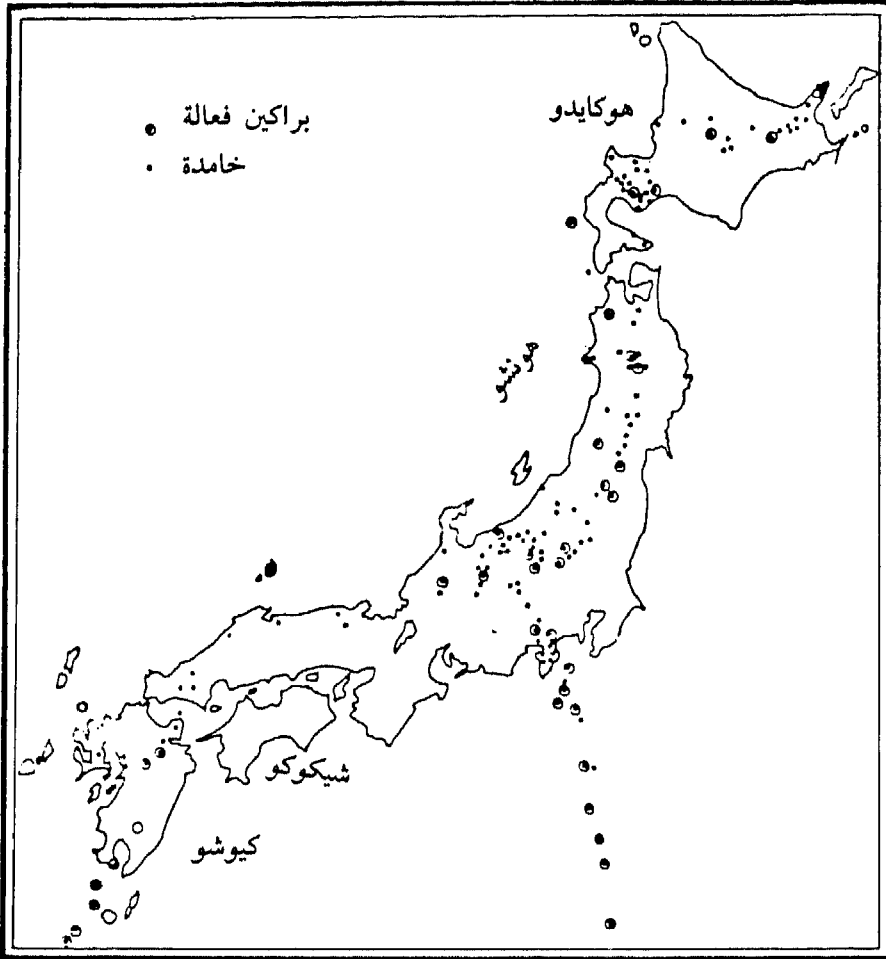 براكين فعالة
خامدة
هوكايدو
هونشو
شيكوكو
كيوشو